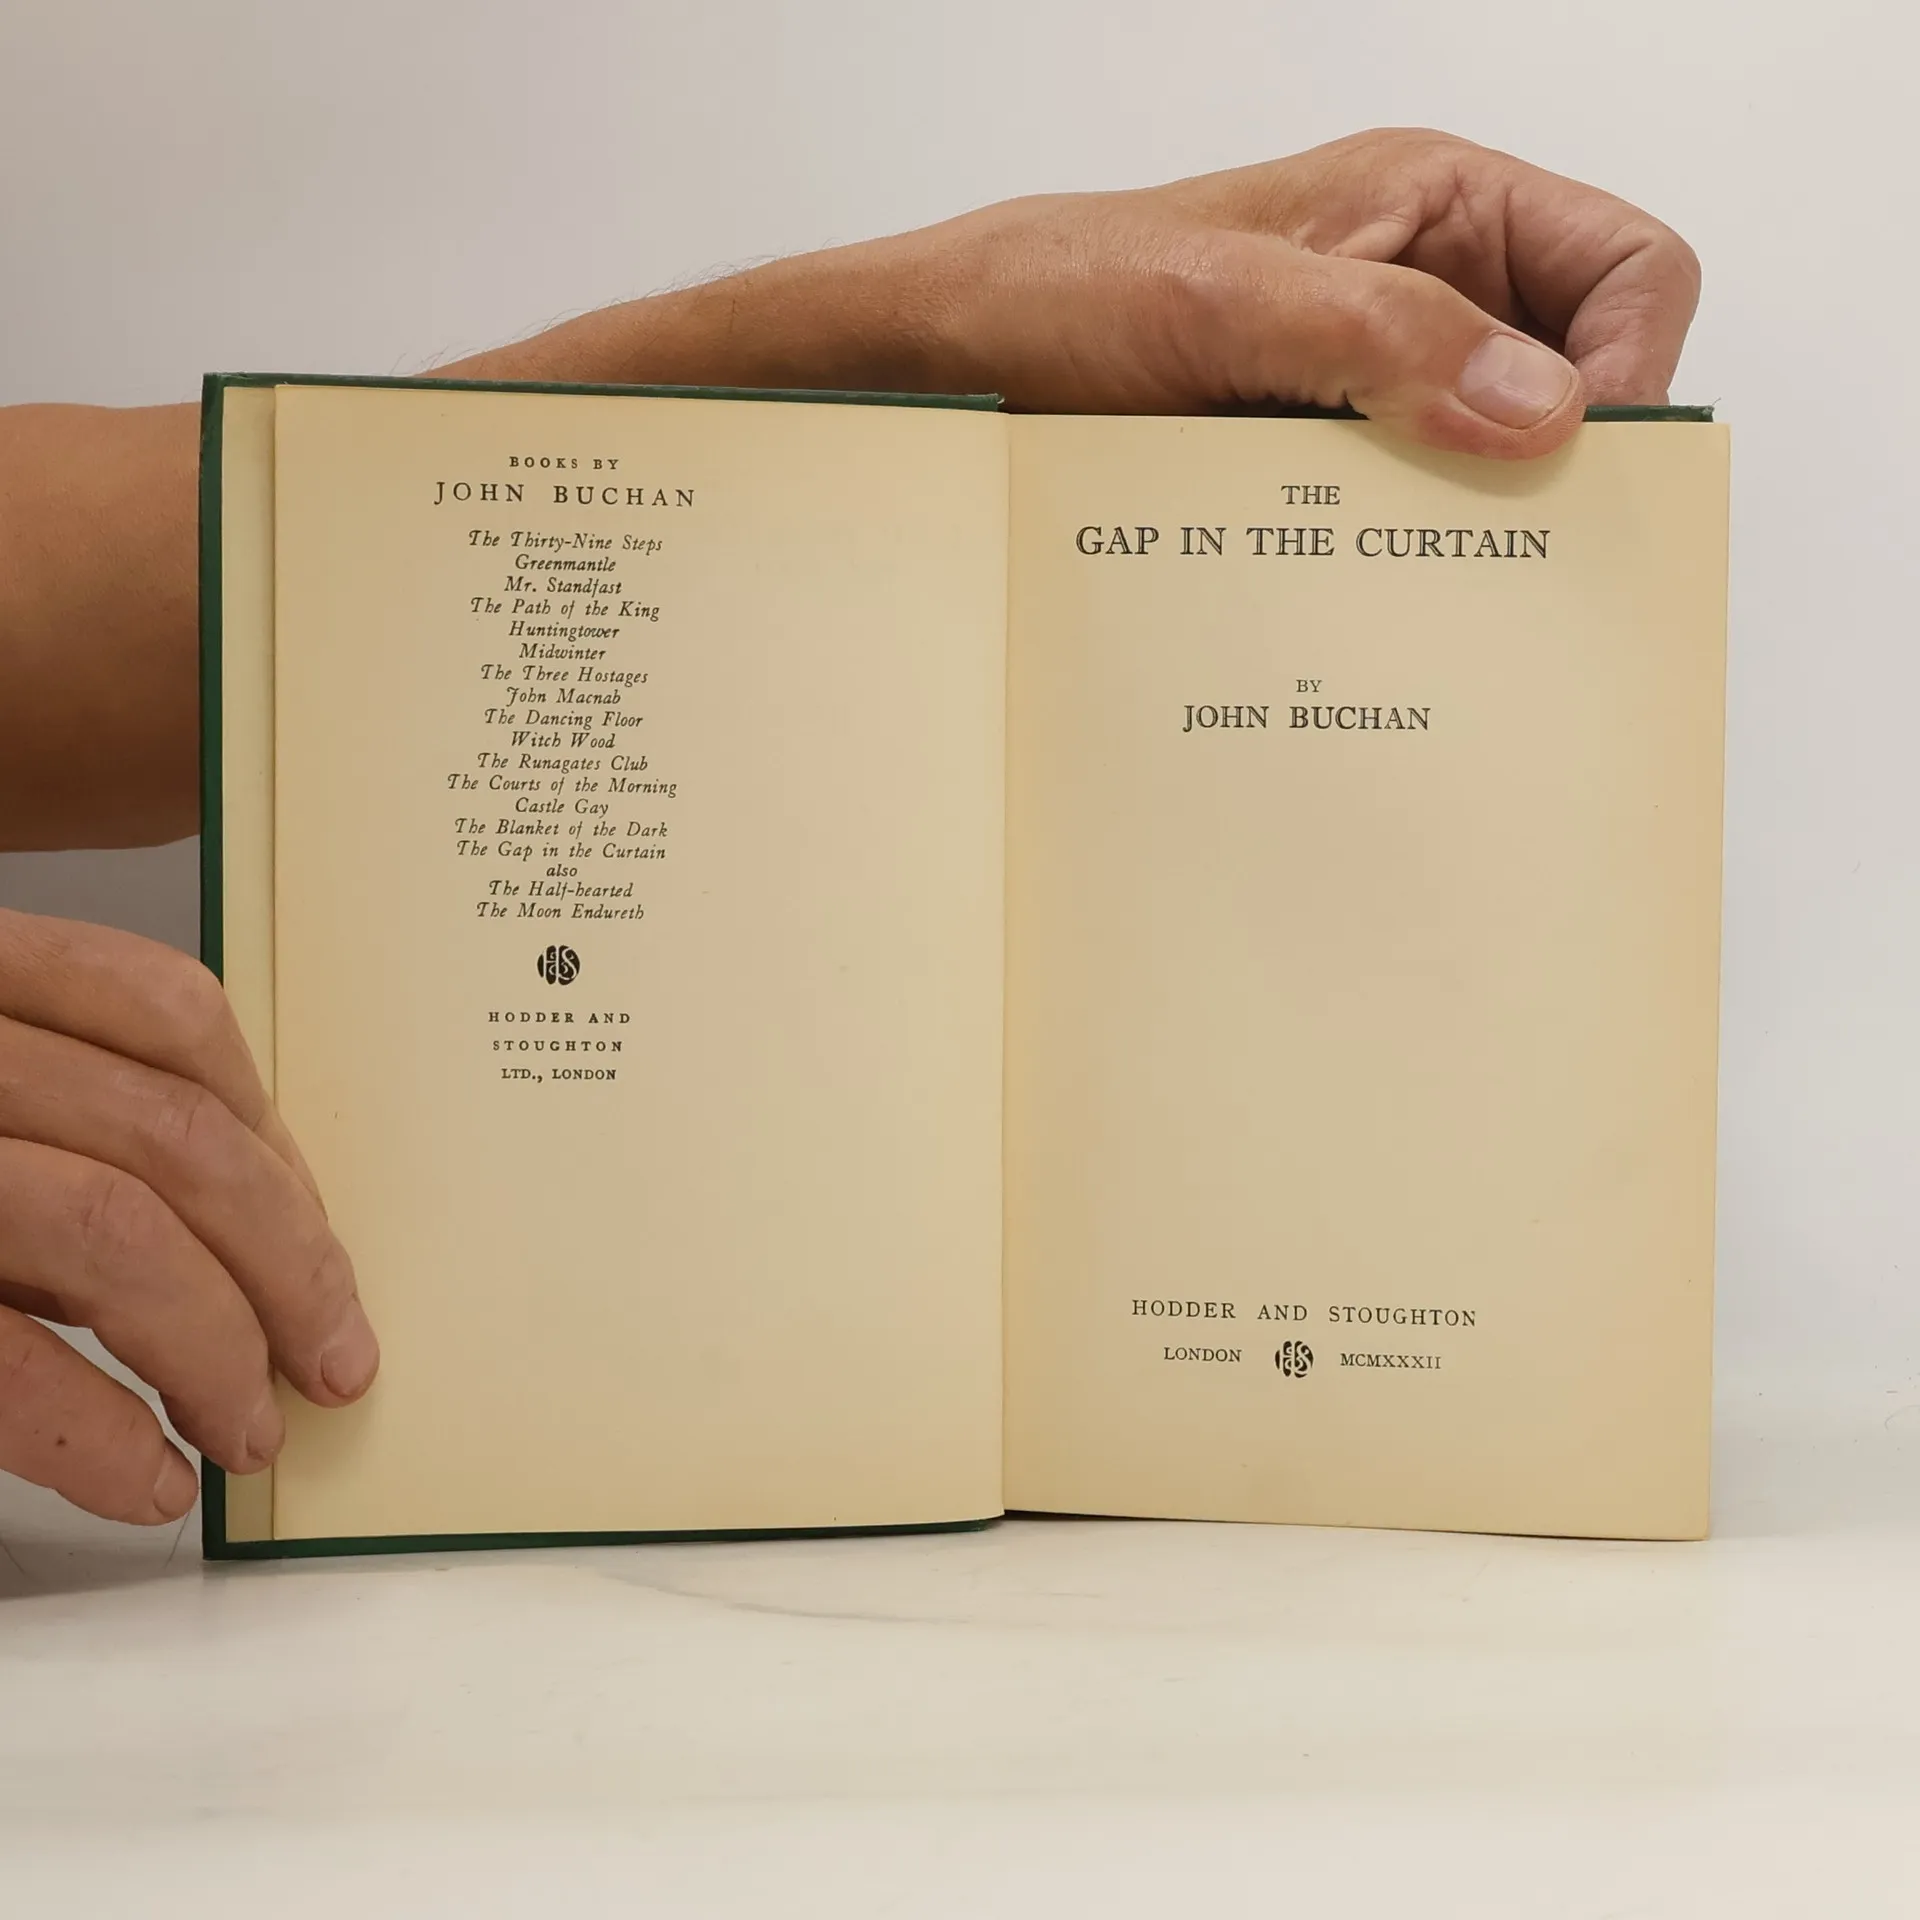 BOOKS BY
JOHN BUCHAN
The Thirty-Nine Steps
Greenmantle
Mr. Standfast
The Path of the King
Huntingtower
Midwinter
The Three Hostages
John Macnab
The Dancing Floor
Witch Wood
The Runagates Club
The Courts of the Morning
Castle Gay
The Blanket of the Dark
The Gap in the Curtain
also
The Half-hearted
The Moon Endureth
H&S
HODDER AND
STOUGHTON
LTD., LONDON
THE
GAP IN THE CURTAIN
BY
JOHN BUCHAN
HODDER AND STOUGHTON
LONDON H&S MCMXXXII